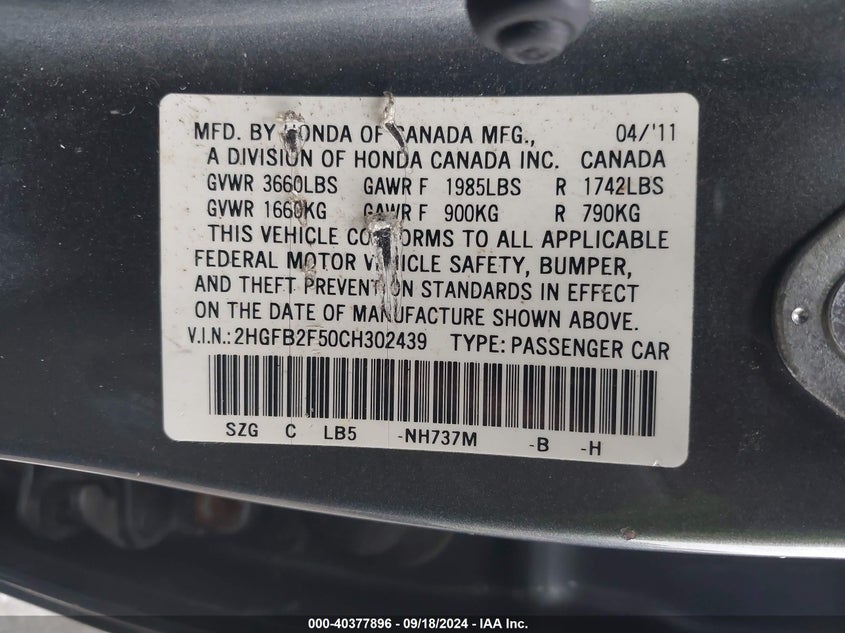 MFD. BY HONDA OF CANADA MFG., 04/'11
A DIVISION OF HONDA CANADA INC. CANADA
GVWR 3660LBS GAWR F 1985LBS R 1742LBS
GVWR 1660KG GAWR F 900KG R 790KG
THIS VEHICLE CONFORMS TO ALL APPLICABLE
FEDERAL MOTOR VEHICLE SAFETY, BUMPER,
AND THEFT PREVENTION STANDARDS IN EFFECT
ON THE DATE OF MANUFACTURE SHOWN ABOVE.
V.I.N.:2HGFB2F50CH302439 TYPE:PASSENGER CAR
SZG C LB5 -NH737M -B -H
000-40377896 - 09/18/2024 - IAA Inc.